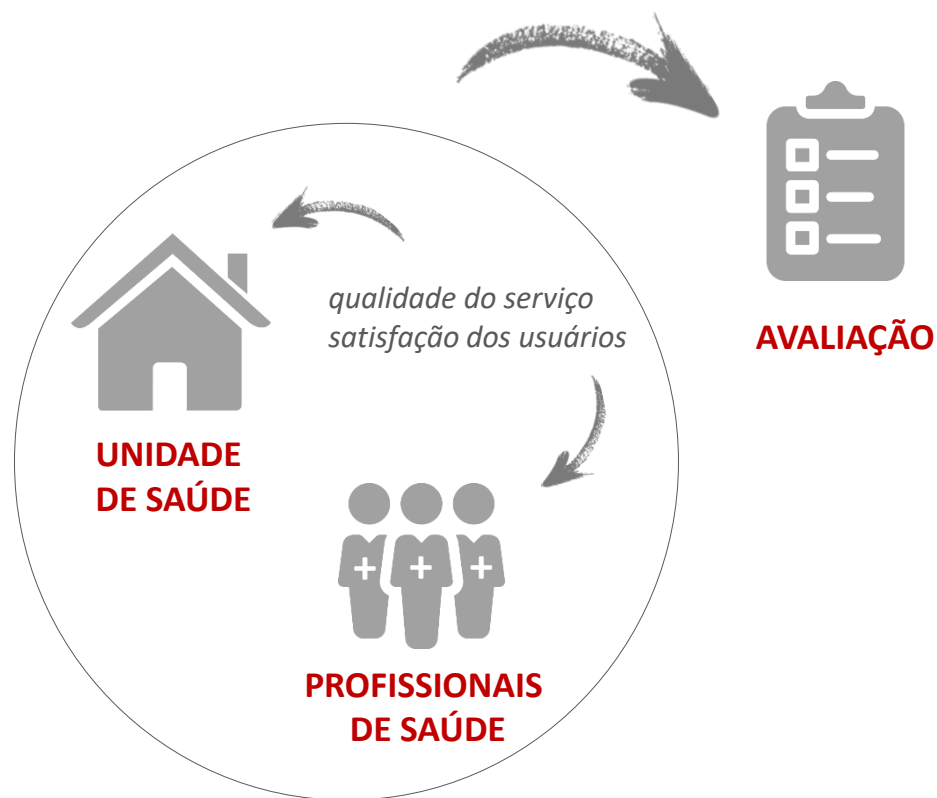 qualidade do serviço
satisfação dos usuários
AVALIAÇÃO
UNIDADE
DE SAÚDE
PROFISSIONAIS
DE SAÚDE